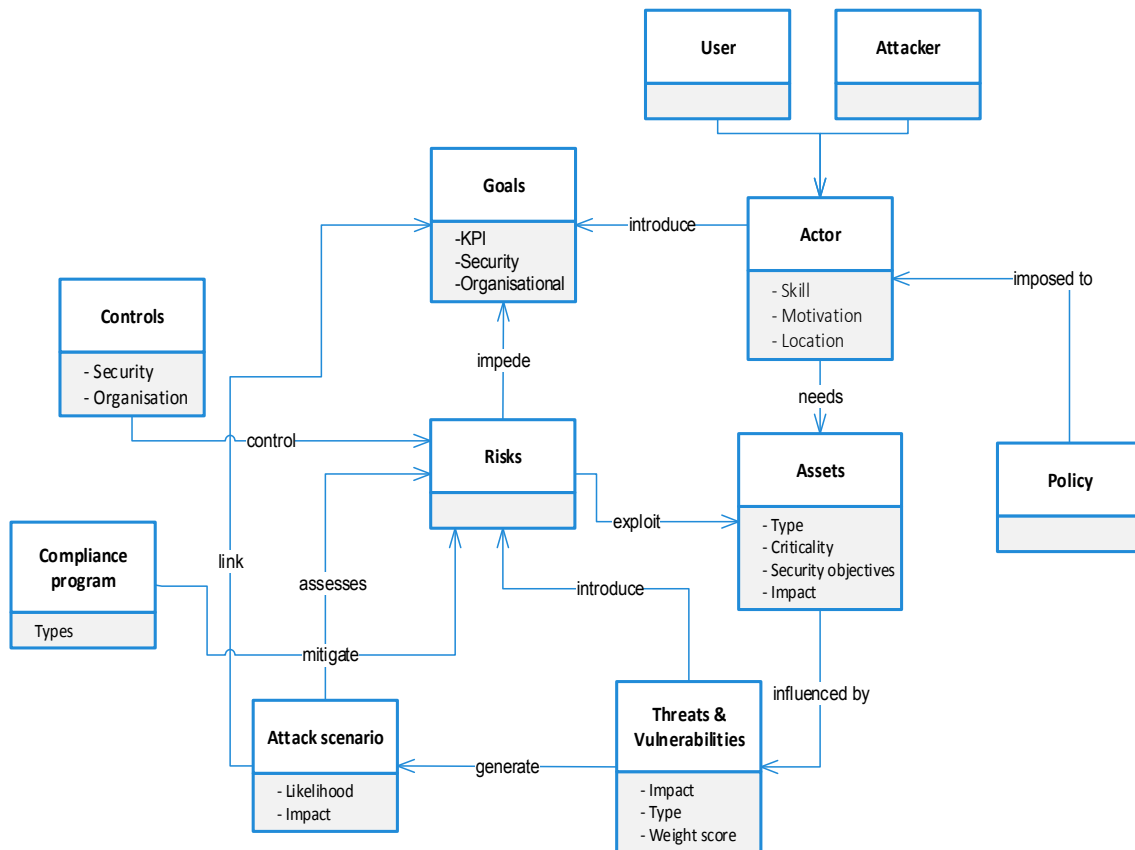 User
Attacker
Goals
-KPI
-Security
-Organisational
introduce
Actor
- Skill
- Motivation
- Location
imposed to
Controls
- Security
- Organisation
impede
needs
control
Risks
Assets
- Type
- Criticality
- Security objectives
- Impact
Policy
exploit
Compliance
program
Types
link
assesses
introduce
mitigate
influenced by
Attack scenario
- Likelihood
- Impact
generate
Threats &
Vulnerabilities
- Impact
- Type
- Weight score